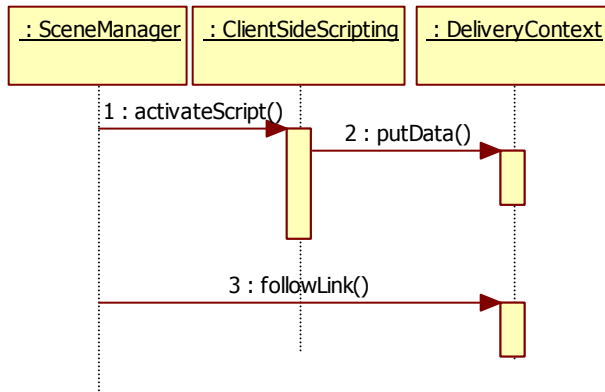 : SceneManager
: ClientSideScripting
: DeliveryContext
1 : activateScript()
2 : putData()
3 : followLink()